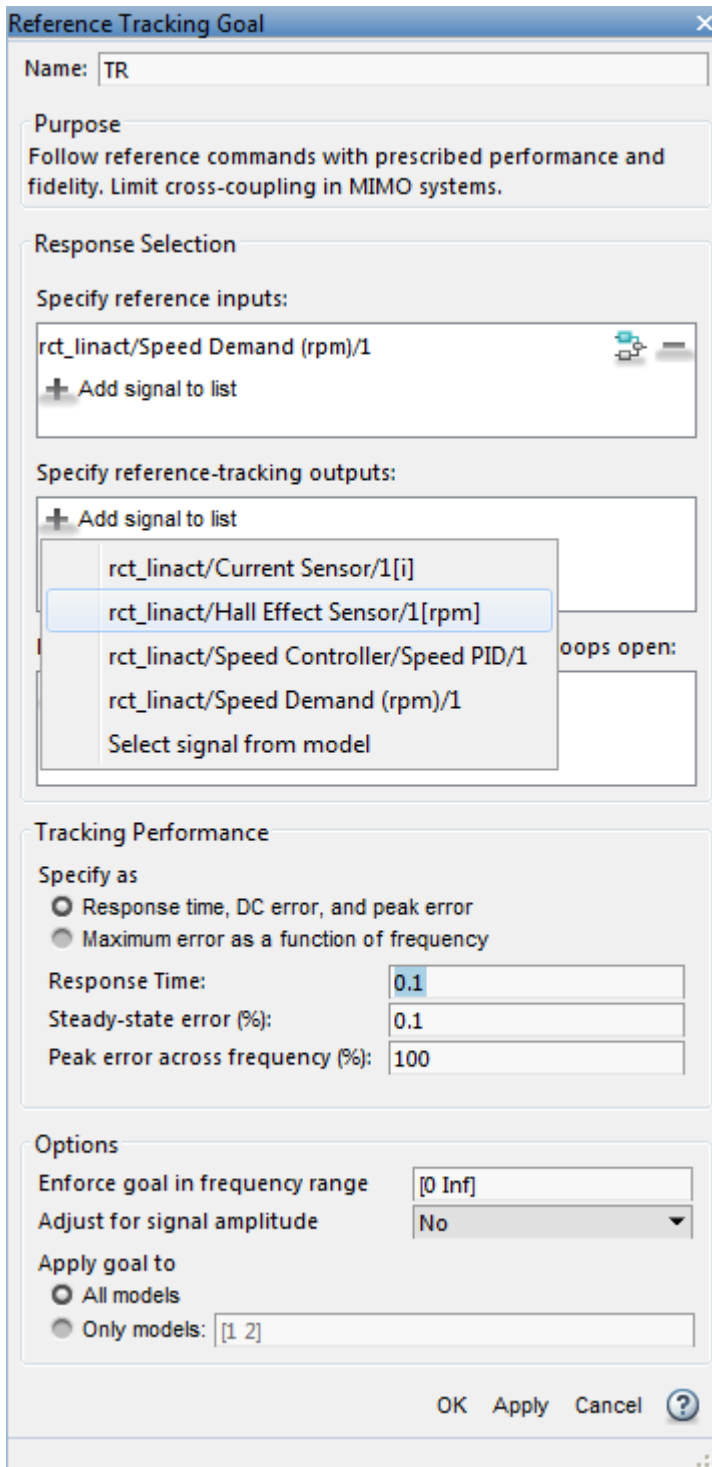 Reference Tracking Goal
Name: TR
Purpose
Follow reference commands with prescribed performance and
fidelity. Limit cross-coupling in MIMO systems.
Response Selection
Specify reference inputs:
rct_linact/Speed Demand (rpm)/1
Add signal to list
Specify reference-tracking outputs:
Add signal to list
rct_linact/Current Sensor/1[i]
rct_linact/Hall Effect Sensor/1[rpm]
rct_linact/Speed Controller/Speed PID/1
oops open:
rct_linact/Speed Demand (rpm)/1
Select signal from model
Tracking Performance
Specify as
Response time, DC error, and peak error
Maximum error as a function of frequency
Response Time: 0.1
Steady-state error (%): 0.1
Peak error across frequency (%): 100
Options
Enforce goal in frequency range [0 Inf]
Adjust for signal amplitude No
Apply goal to
All models
Only models: [1 2]
OK Apply Cancel ?